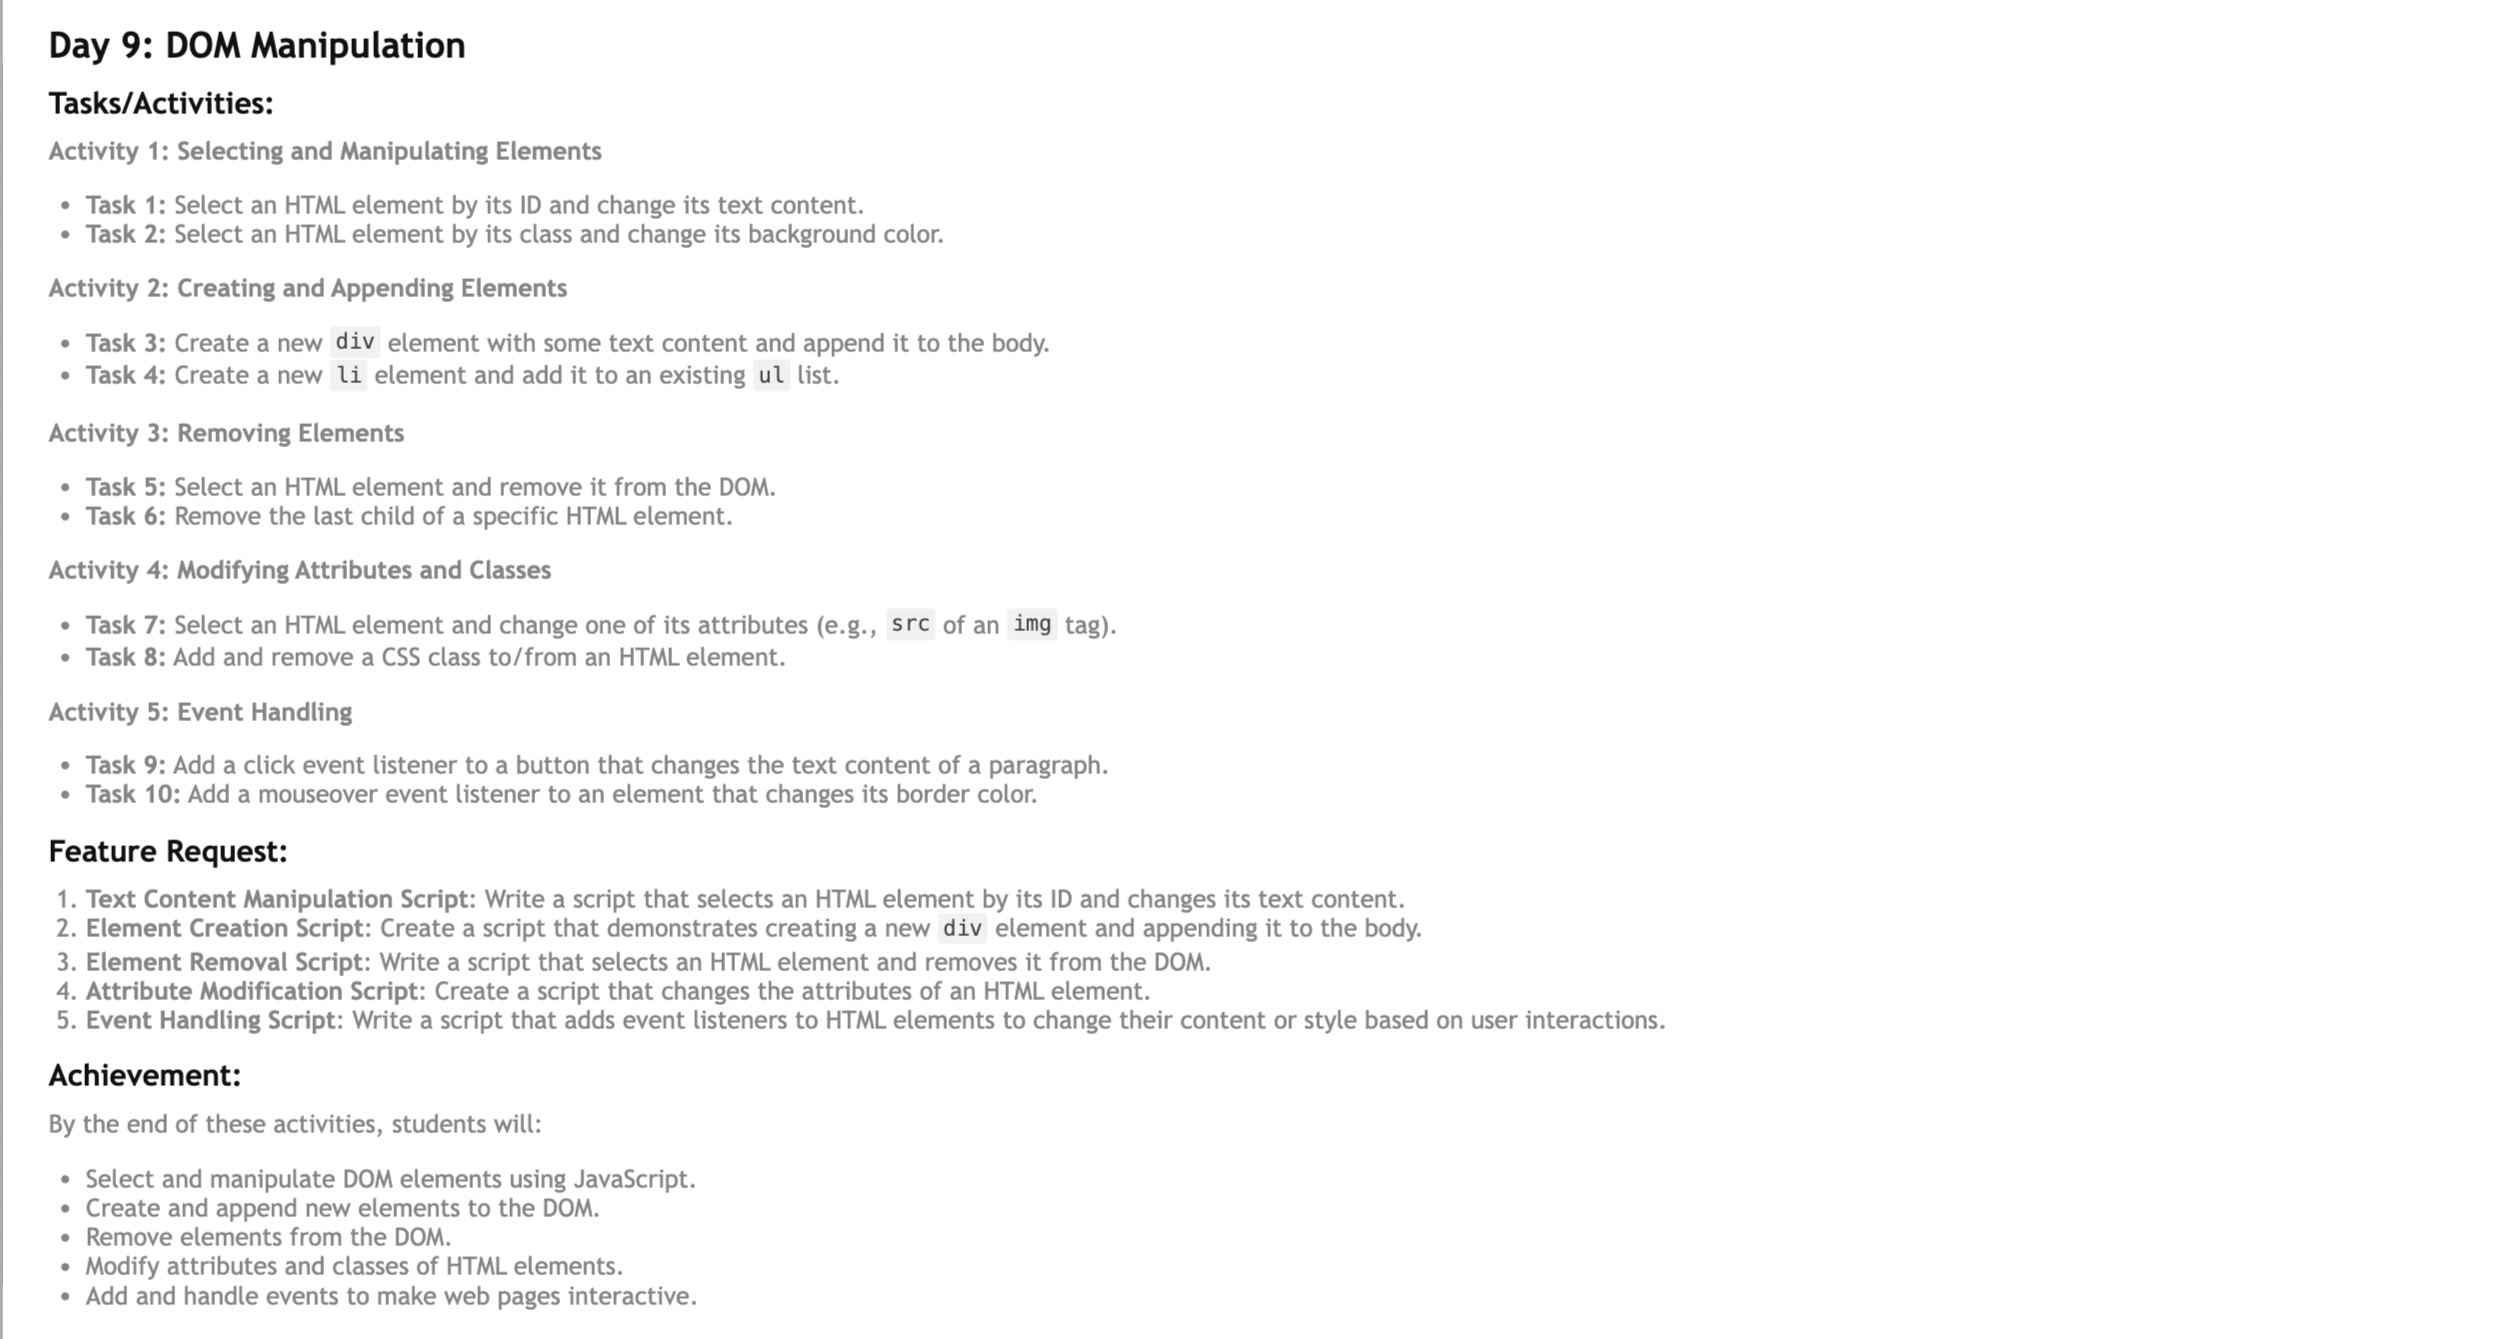 Day 9: DOM Manipulation
Tasks/Activities:
Activity 1: Selecting and Manipulating Elements
• Task 1: Select an HTML element by its ID and change its text content.
• Task 2: Select an HTML element by its class and change its background color.
Activity 2: Creating and Appending Elements
• Task 3: Create a new div element with some text content and append it to the body.
• Task 4: Create a new li element and add it to an existing ul list.
Activity 3: Removing Elements
• Task 5: Select an HTML element and remove it from the DOM.
• Task 6: Remove the last child of a specific HTML element.
Activity 4: Modifying Attributes and Classes
• Task 7: Select an HTML element and change one of its attributes (e.g., src of an img tag).
• Task 8: Add and remove a CSS class to/from an HTML element.
Activity 5: Event Handling
• Task 9: Add a click event listener to a button that changes the text content of a paragraph.
• Task 10: Add a mouseover event listener to an element that changes its border color.
Feature Request:
1. Text Content Manipulation Script: Write a script that selects an HTML element by its ID and changes its text content.
2. Element Creation Script: Create a script that demonstrates creating a new div element and appending it to the body.
3. Element Removal Script: Write a script that selects an HTML element and removes it from the DOM.
4. Attribute Modification Script: Create a script that changes the attributes of an HTML element.
5. Event Handling Script: Write a script that adds event listeners to HTML elements to change their content or style based on user interactions.
Achievement:
By the end of these activities, students will:
• Select and manipulate DOM elements using JavaScript.
• Create and append new elements to the DOM.
• Remove elements from the DOM.
• Modify attributes and classes of HTML elements.
• Add and handle events to make web pages interactive.